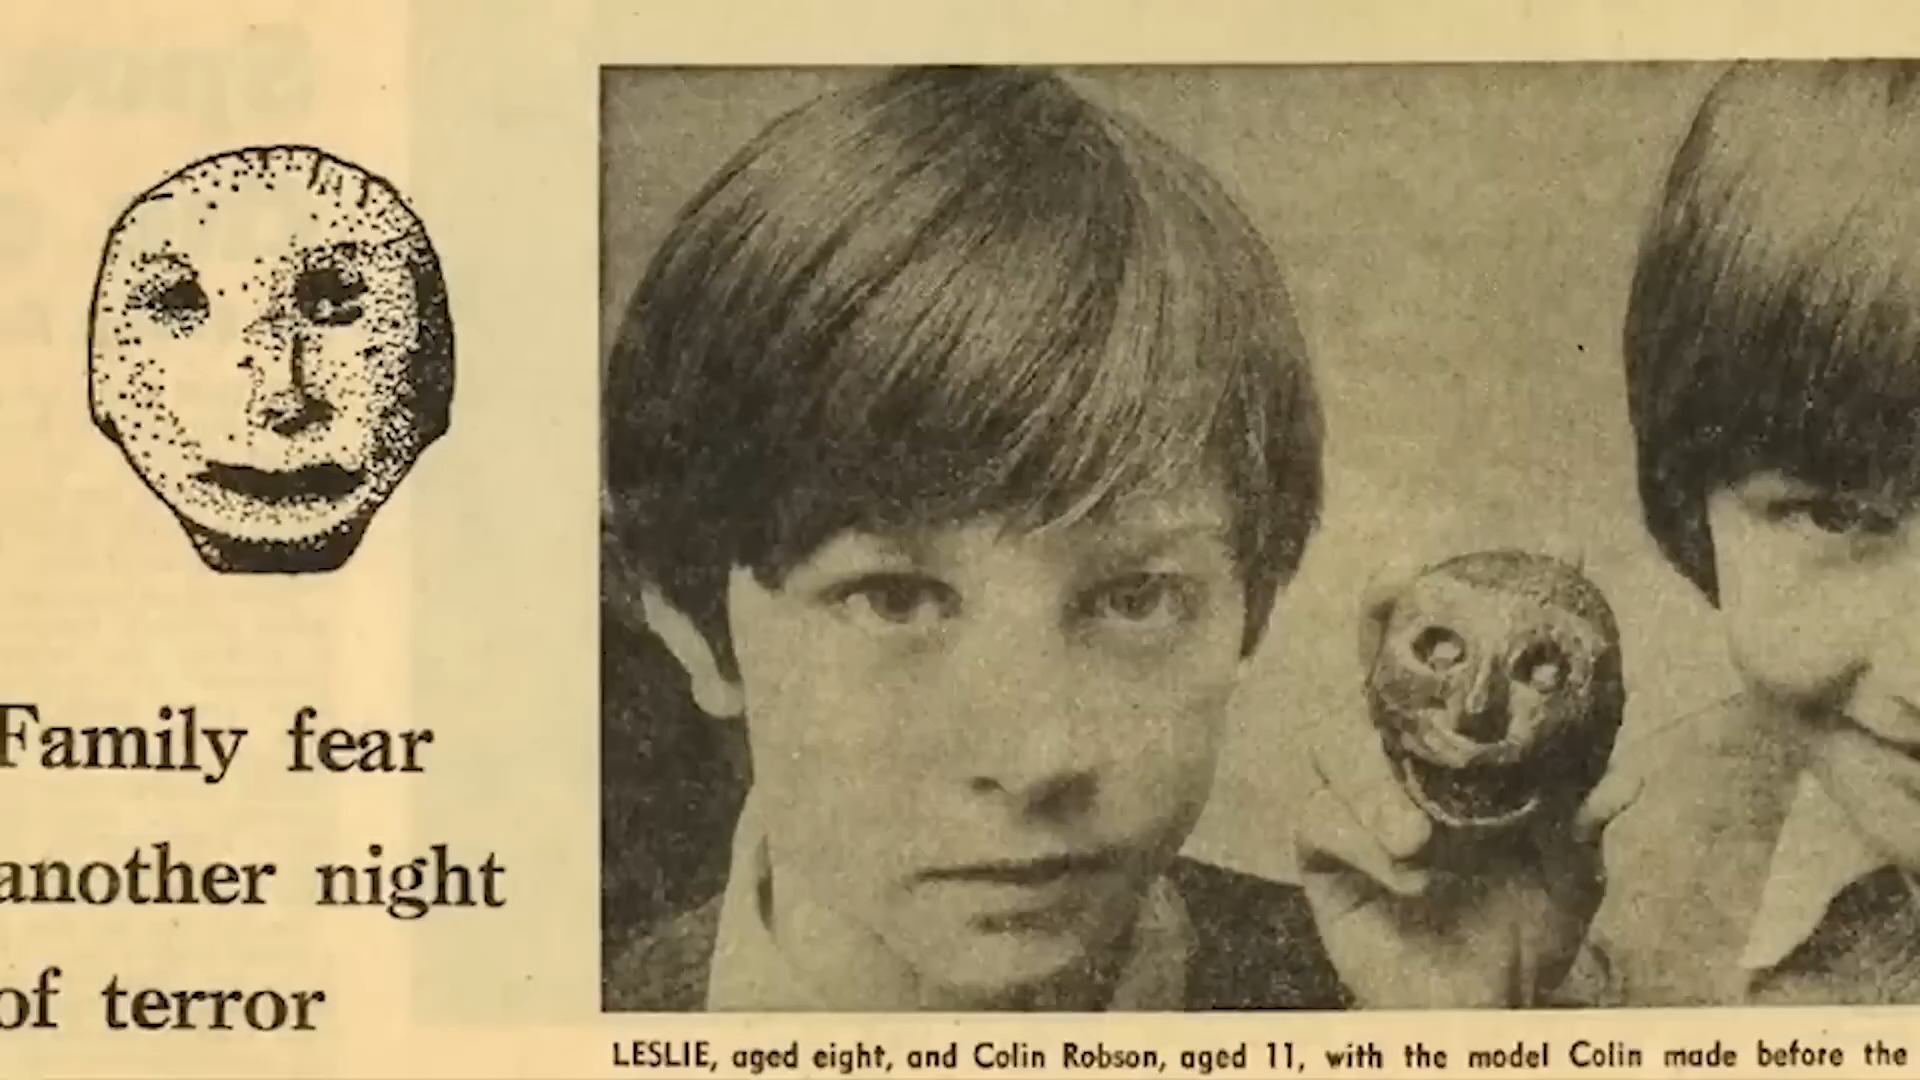 Family fear
another night
of terror
LESLIE, aged eight, and Colin Robson, aged 11, with the model Colin made before the